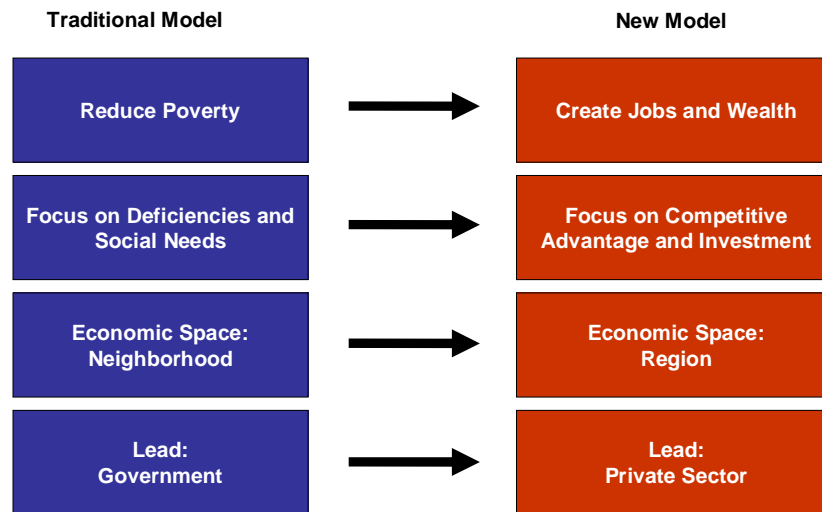 Traditional Model
New Model
Reduce Poverty
Create Jobs and Wealth
Focus on Deficiencies and
Social Needs
Focus on Competitive
Advantage and Investment
Economic Space:
Neighborhood
Economic Space:
Region
Lead:
Government
Lead:
Private Sector